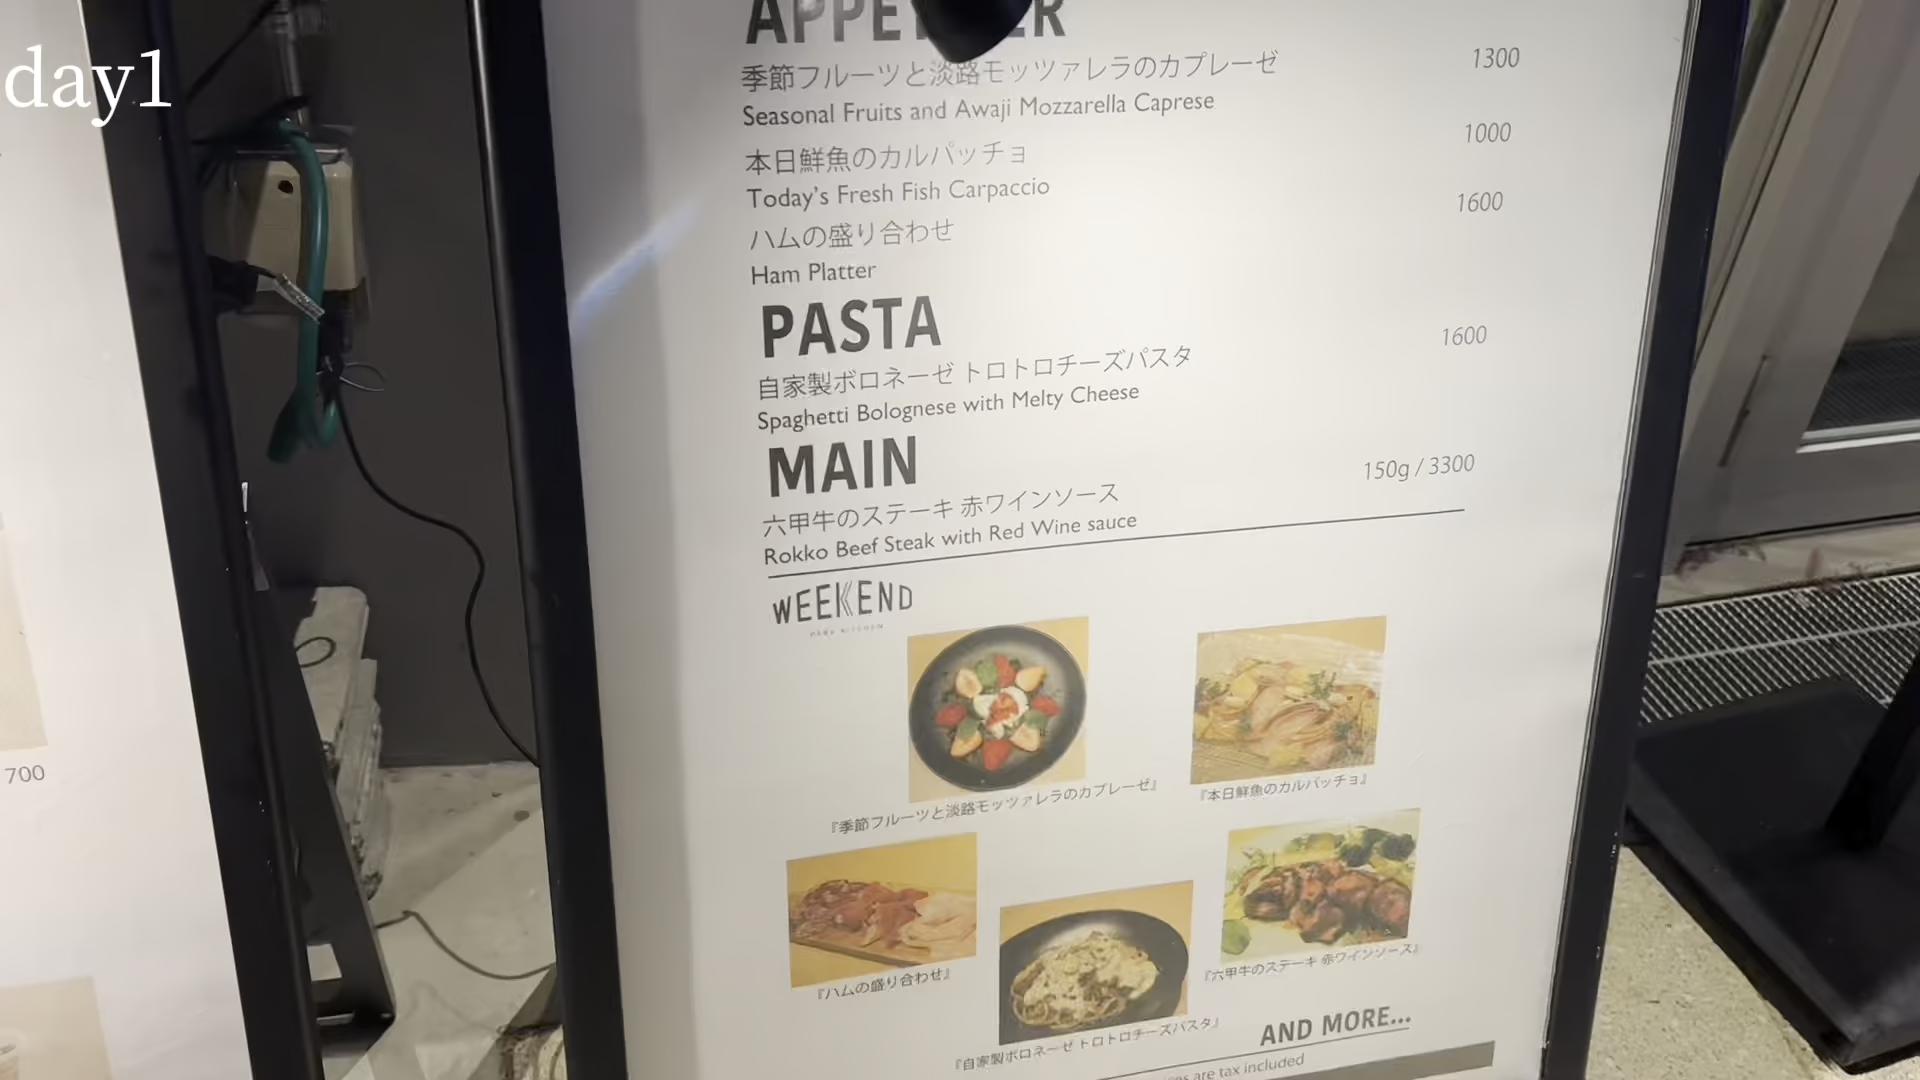 day1
季節フルーツと淡路モッツァレラのカプレーゼ 1300
Seasonal Fruits and Awaji Mozzarella Caprese
本日鮮魚のカルパッチョ 1000
Today's Fresh Fish Carpaccio
ハムの盛り合わせ 1600
Ham Platter
PASTA
自家製ボロネーゼ トロトロチーズパスタ 1600
Spaghetti Bolognese with Melty Cheese
MAIN
六甲牛のステーキ 赤ワインソース 150g / 3300
Rokko Beef Steak with Red Wine sauce
WEEKEND
PARK KITCHEN
『季節フルーツと淡路モッツァレラのカプレーゼ』
『本日鮮魚のカルパッチョ』
700
『ハムの盛り合わせ』
『六甲牛のステーキ 赤ワインソース』
『自家製ボロネーゼ トロトロチーズパスタ』
AND MORE...
are tax included